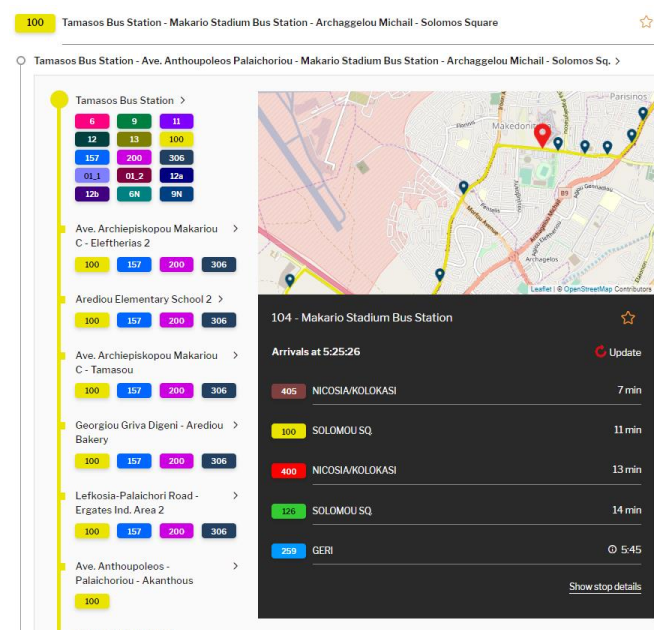 100 Tamasos Bus Station - Makario Stadium Bus Station - Archaggelou Michail - Solomos Square
Tamasos Bus Station - Ave. Anthoupoleos Palaichoriou - Makario Stadium Bus Station - Archaggelou Michail - Solomos Sq. >
Tamasos Bus Station >
6 9 11
12 13 100
157 200 306
01_1 01_2 12a
12b 6N 9N
Ave. Archiepiskopou Makariou >
C - Eleftherias 2
100 157 200 306
Arediou Elementary School 2 >
100 157 200 306
Ave. Archiepiskopou Makariou >
C - Tamasou
100 157 200 306
Georgiou Griva Digeni - Arediou >
Bakery
100 157 200 306
Lefkosia-Palaichori Road - >
Ergates Ind. Area 2
100 157 200 306
Ave. Anthoupoleos - >
Palaichoriou - Akanthous
100
Parisinos
Florinis
B9
Archagelos
Leaflet | © OpenStreetMap Contributors
104 - Makario Stadium Bus Station
Arrivals at 5:25:26 Update
405 NICOSIA/KOLOKASI 7 min
100 SOLOMOU SQ. 11 min
400 NICOSIA/KOLOKASI 13 min
126 SOLOMOU SQ. 14 min
259 GERI 5:45
Show stop details